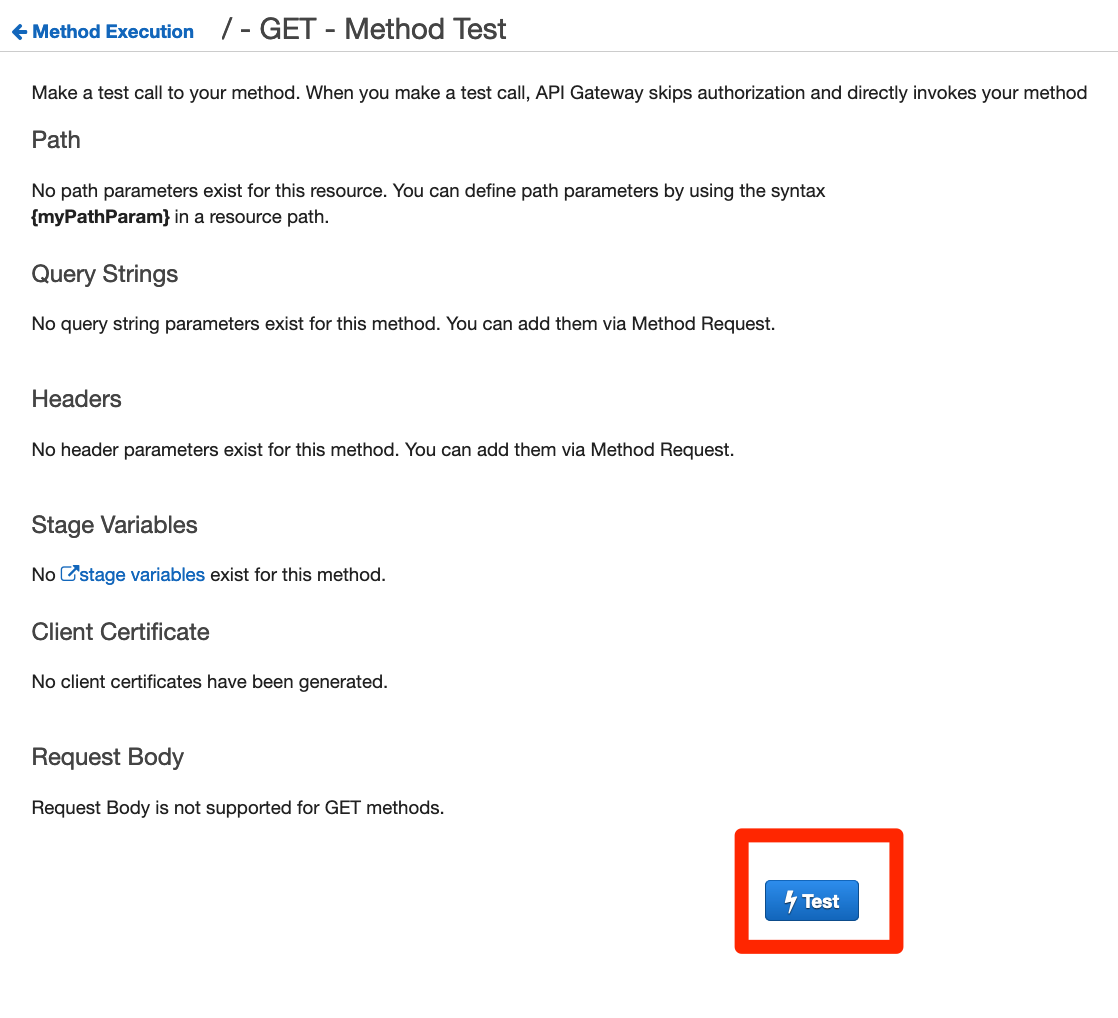 Method Execution / - GET - Method Test
Make a test call to your method. When you make a test call, API Gateway skips authorization and directly invokes your method
Path
No path parameters exist for this resource. You can define path parameters by using the syntax
{myPathParam} in a resource path.
Query Strings
No query string parameters exist for this method. You can add them via Method Request.
Headers
No header parameters exist for this method. You can add them via Method Request.
Stage Variables
No stage variables exist for this method.
Client Certificate
No client certificates have been generated.
Request Body
Request Body is not supported for GET methods.
Test